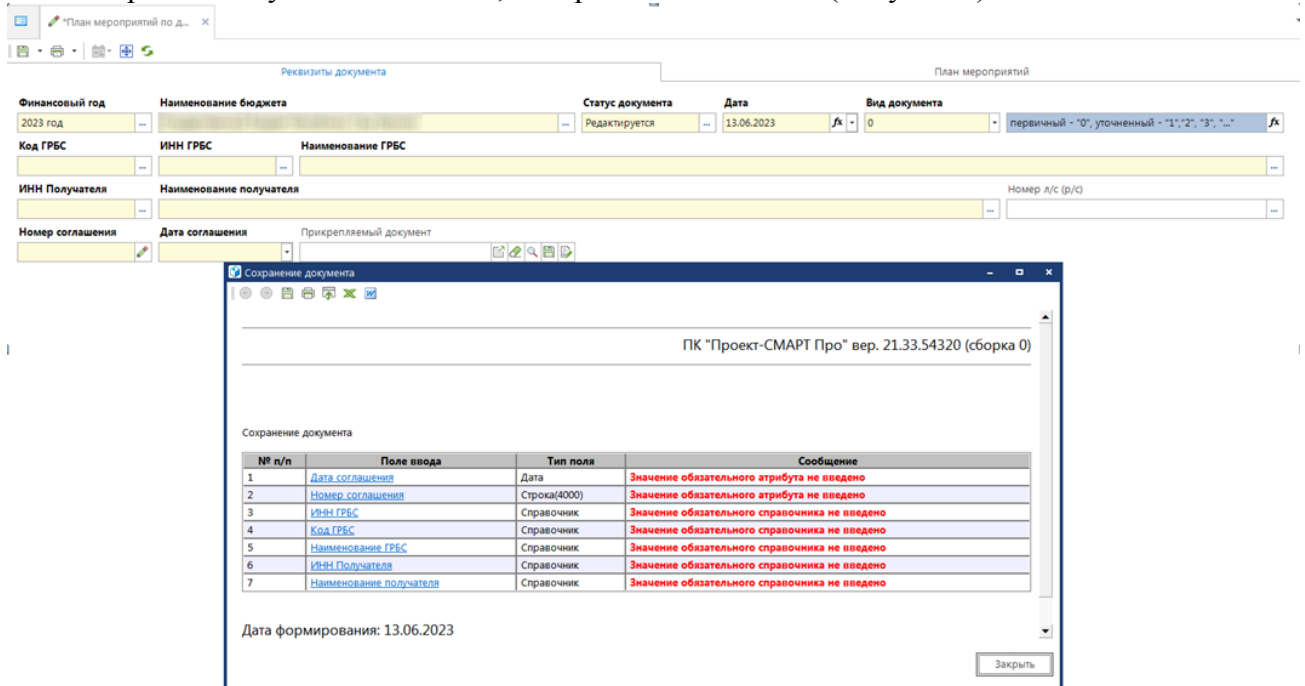 *План мероприятий по д...
Реквизиты документа План мероприятий
Финансовый год Наименование бюджета Статус документа Дата Вид документа
2023 год Редактируется 13.06.2023 fx 0 первичный - "0", уточненный - "1","2", "3", "..." fx
Код ГРБС ИНН ГРБС Наименование ГРБС
ИНН Получателя Наименование получателя Номер л/с (р/с)
Номер соглашения Дата соглашения Прикрепляемый документ
Сохранение документа
ПК "Проект-СМАРТ Про" вер. 21.33.54320 (сборка 0)
Сохранение документа
№ п/п Поле ввода Тип поля Сообщение
1 Дата соглашения Дата Значение обязательного атрибута не введено
2 Номер соглашения Строка(4000) Значение обязательного атрибута не введено
3 ИНН ГРБС Справочник Значение обязательного справочника не введено
4 Код ГРБС Справочник Значение обязательного справочника не введено
5 Наименование ГРБС Справочник Значение обязательного справочника не введено
6 ИНН Получателя Справочник Значение обязательного справочника не введено
7 Наименование получателя Справочник Значение обязательного справочника не введено
Дата формирования: 13.06.2023
Закрыть